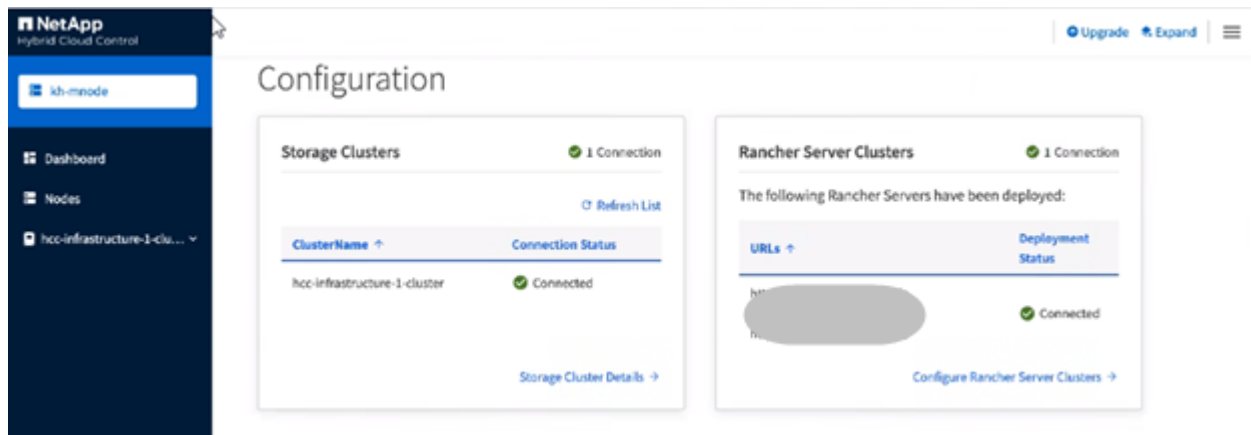 NetApp
Hybrid Cloud Control
Upgrade
Expand
kh-mnode
Dashboard
Nodes
hcc-infrastructure-1-clu...
Configuration
Storage Clusters
1 Connection
Refresh List
ClusterName ↑
Connection Status
hcc-infrastructure-1-cluster
Connected
Storage Cluster Details →
Rancher Server Clusters
1 Connection
The following Rancher Servers have been deployed:
URLs ↑
Deployment
Status
Connected
Configure Rancher Server Clusters →